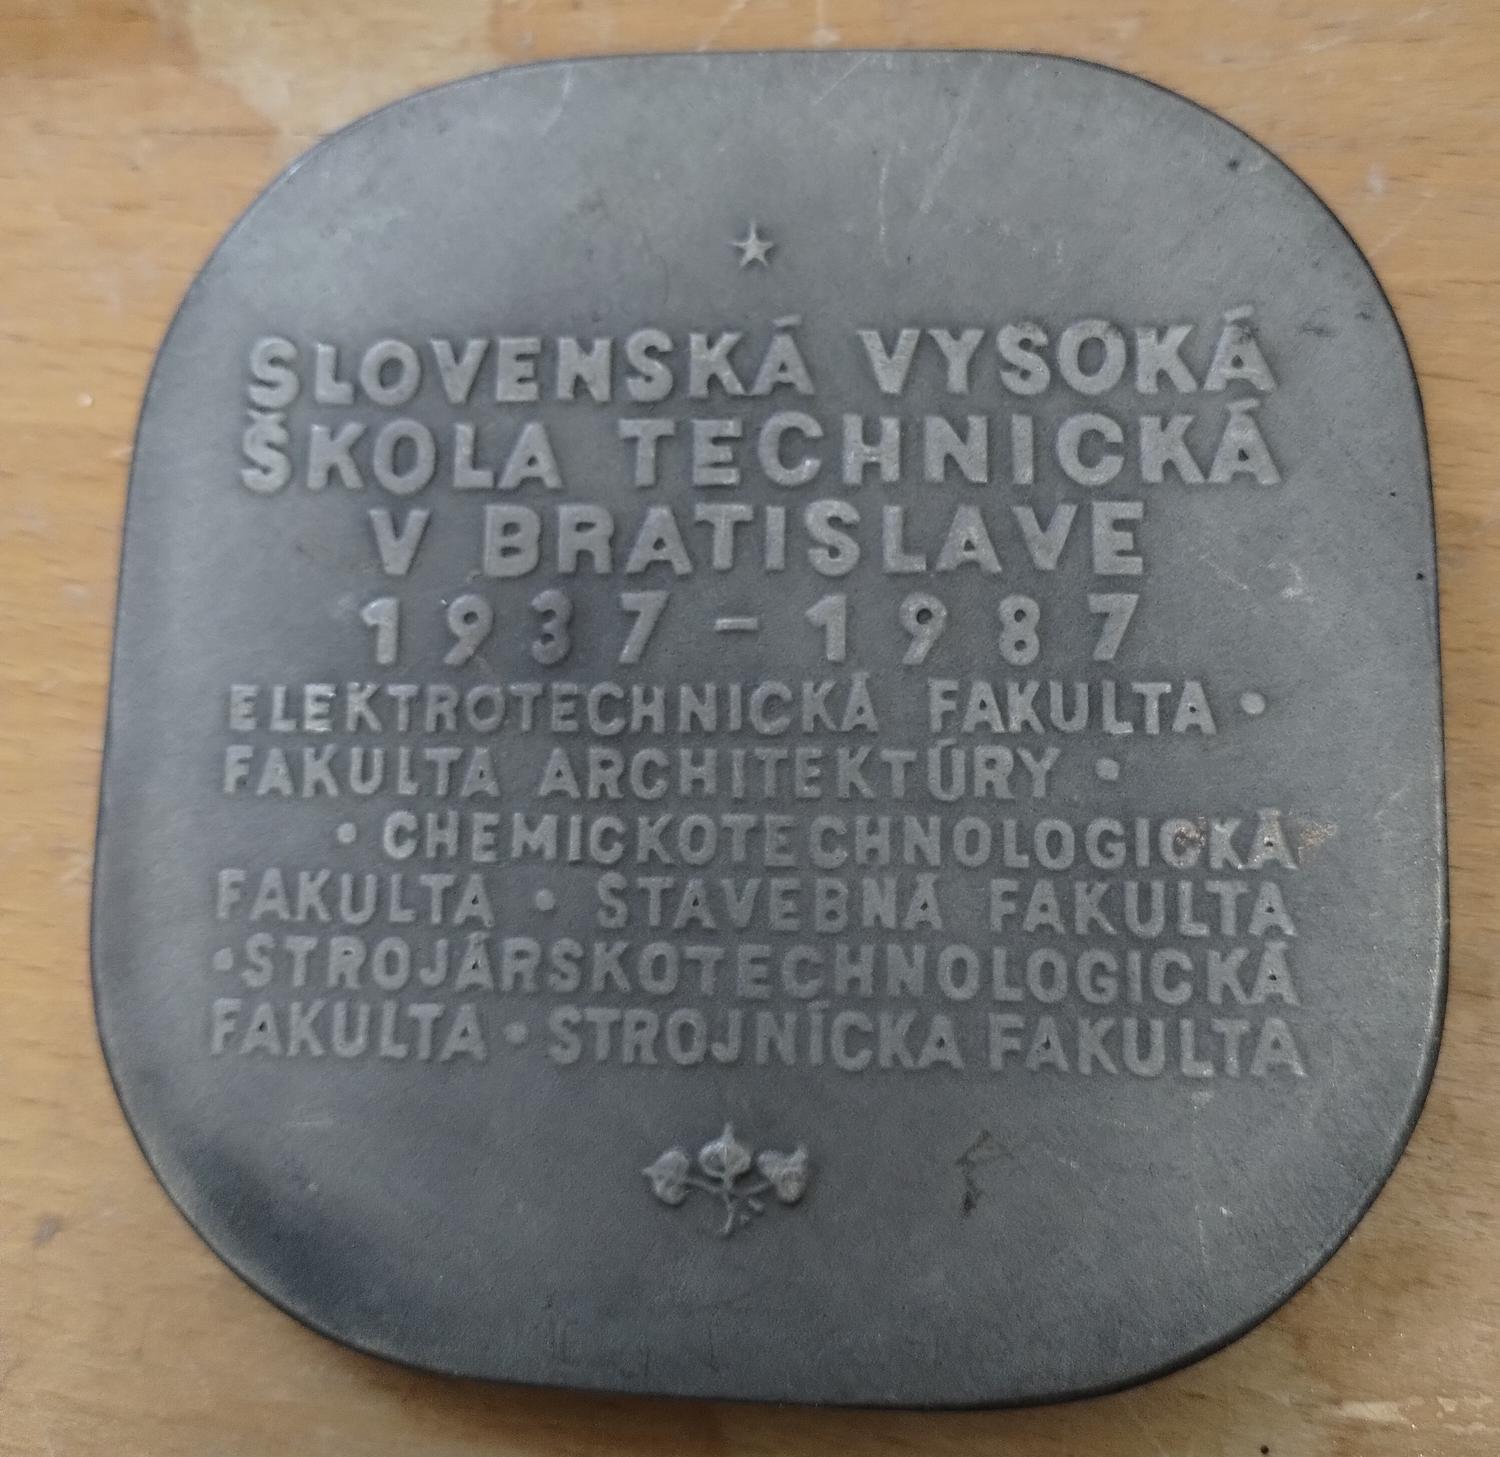 SLOVENSKÁ VYSOKÁ
ŠKOLA TECHNICKÁ
V BRATISLAVE
1937-1987
ELEKTROTECHNICKÁ FAKULTA •
FAKULTA ARCHITEKTÚRY •
• CHEMICKOTECHNOLOGICKÁ
FAKULTA • STAVEBNÁ FAKULTA
•STROJÁRSKOTECHNOLOGICKÁ
FAKULTA • STROJNÍCKA FAKULTA